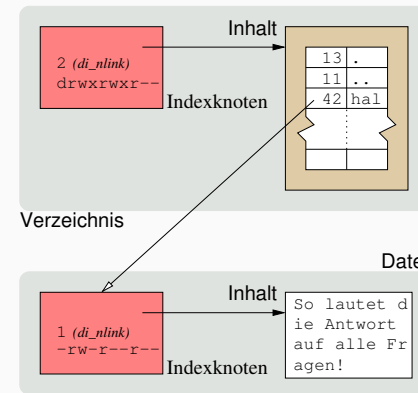 Inhalt
2 (di_nlink)
drwxrwxr--
Indexknoten
13 .
11 ..
42 hal
Verzeichnis
Date
Inhalt
1 (di_nlink)
-rw-r--r--
Indexknoten
So lautet d
ie Antwort
auf alle Fr
agen!